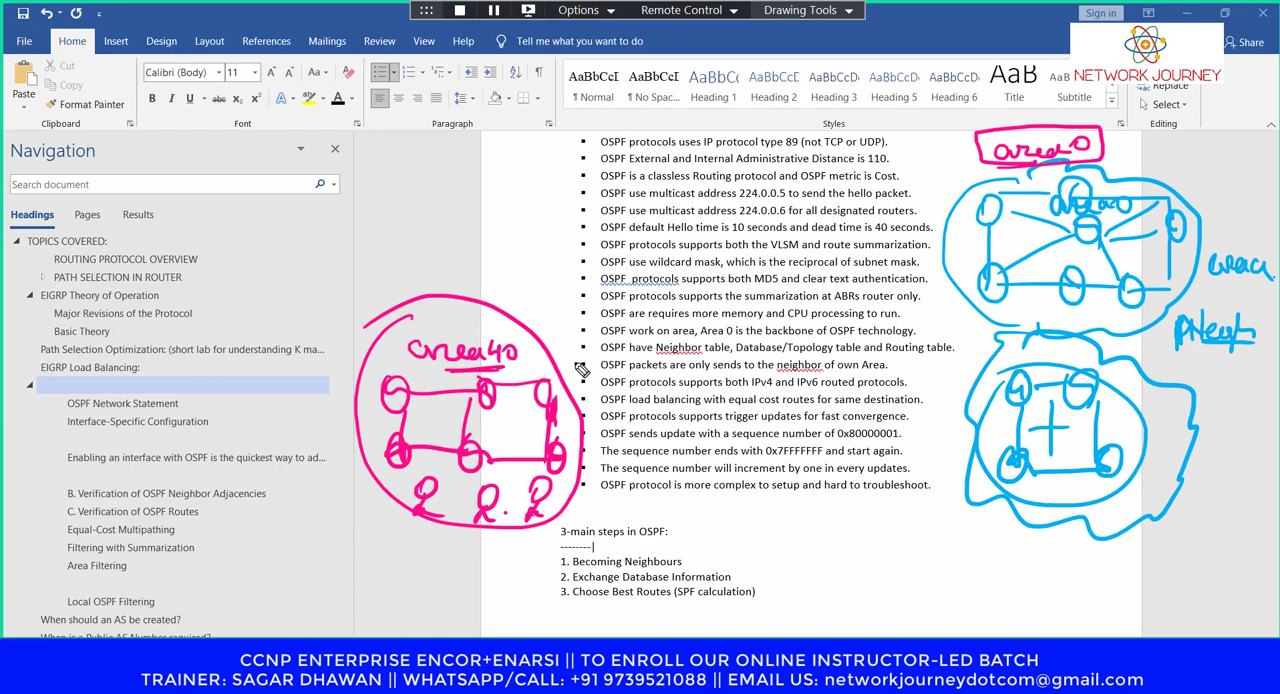 Options
Remote Control
Drawing Tools
Sign in
File
Home
Insert
Design
Layout
References
Mailings
Review
View
Help
Tell me what you want to do
Share
NETWORK JOURNEY
Paste
Cut
Copy
Format Painter
Clipboard
Calibri (Body)
11
Font
Paragraph
AaBbCcI
AaBbCcI
AaBbC
AaBbCcI
AaBbCcD
AaBbCcD
AaBbCcD
AaB
¶ Normal
¶ No Spac...
Heading 1
Heading 2
Heading 3
Heading 5
Heading 6
Title
Subtitle
Styles
Replace
Select
Editing
Navigation
Search document
Headings
Pages
Results
TOPICS COVERED:
ROUTING PROTOCOL OVERVIEW
PATH SELECTION IN ROUTER
EIGRP Theory of Operation
Major Revisions of the Protocol
Basic Theory
Path Selection Optimization: (short lab for understanding K ma...
EIGRP Load Balancing:
OSPF Network Statement
Interface-Specific Configuration
Enabling an interface with OSPF is the quickest way to ad...
B. Verification of OSPF Neighbor Adjacencies
C. Verification of OSPF Routes
Equal-Cost Multipathing
Filtering with Summarization
Area Filtering
Local OSPF Filtering
When should an AS be created?
When is a Public AS Number required?
OSPF protocols uses IP protocol type 89 (not TCP or UDP).
OSPF External and Internal Administrative Distance is 110.
OSPF is a classless Routing protocol and OSPF metric is Cost.
OSPF use multicast address 224.0.0.5 to send the hello packet.
OSPF use multicast address 224.0.0.6 for all designated routers.
OSPF default Hello time is 10 seconds and dead time is 40 seconds.
OSPF protocols supports both the VLSM and route summarization.
OSPF use wildcard mask, which is the reciprocal of subnet mask.
OSPF  protocols supports both MD5 and clear text authentication.
OSPF protocols supports the summarization at ABRs router only.
OSPF are requires more memory and CPU processing to run.
OSPF work on area, Area 0 is the backbone of OSPF technology.
OSPF have Neighbor table, Database/Topology table and Routing table.
OSPF packets are only sends to the neighbor of own Area.
OSPF protocols supports both IPv4 and IPv6 routed protocols.
OSPF load balancing with equal cost routes for same destination.
OSPF protocols supports trigger updates for fast convergence.
OSPF sends update with a sequence number of 0x80000001.
The sequence number ends with 0x7FFFFFFF and start again.
The sequence number will increment by one in every updates.
OSPF protocol is more complex to setup and hard to troubleshoot.
3-main steps in OSPF:
--------|
1. Becoming Neighbours
2. Exchange Database Information
3. Choose Best Routes (SPF calculation)
area 0
area 40
CCNP ENTERPRISE ENCOR+ENARSI || TO ENROLL OUR ONLINE INSTRUCTOR-LED BATCH
TRAINER: SAGAR DHAWAN || WHATSAPP/CALL: +91 9739521088 || EMAIL US: networkjourneydotcom@gmail.com